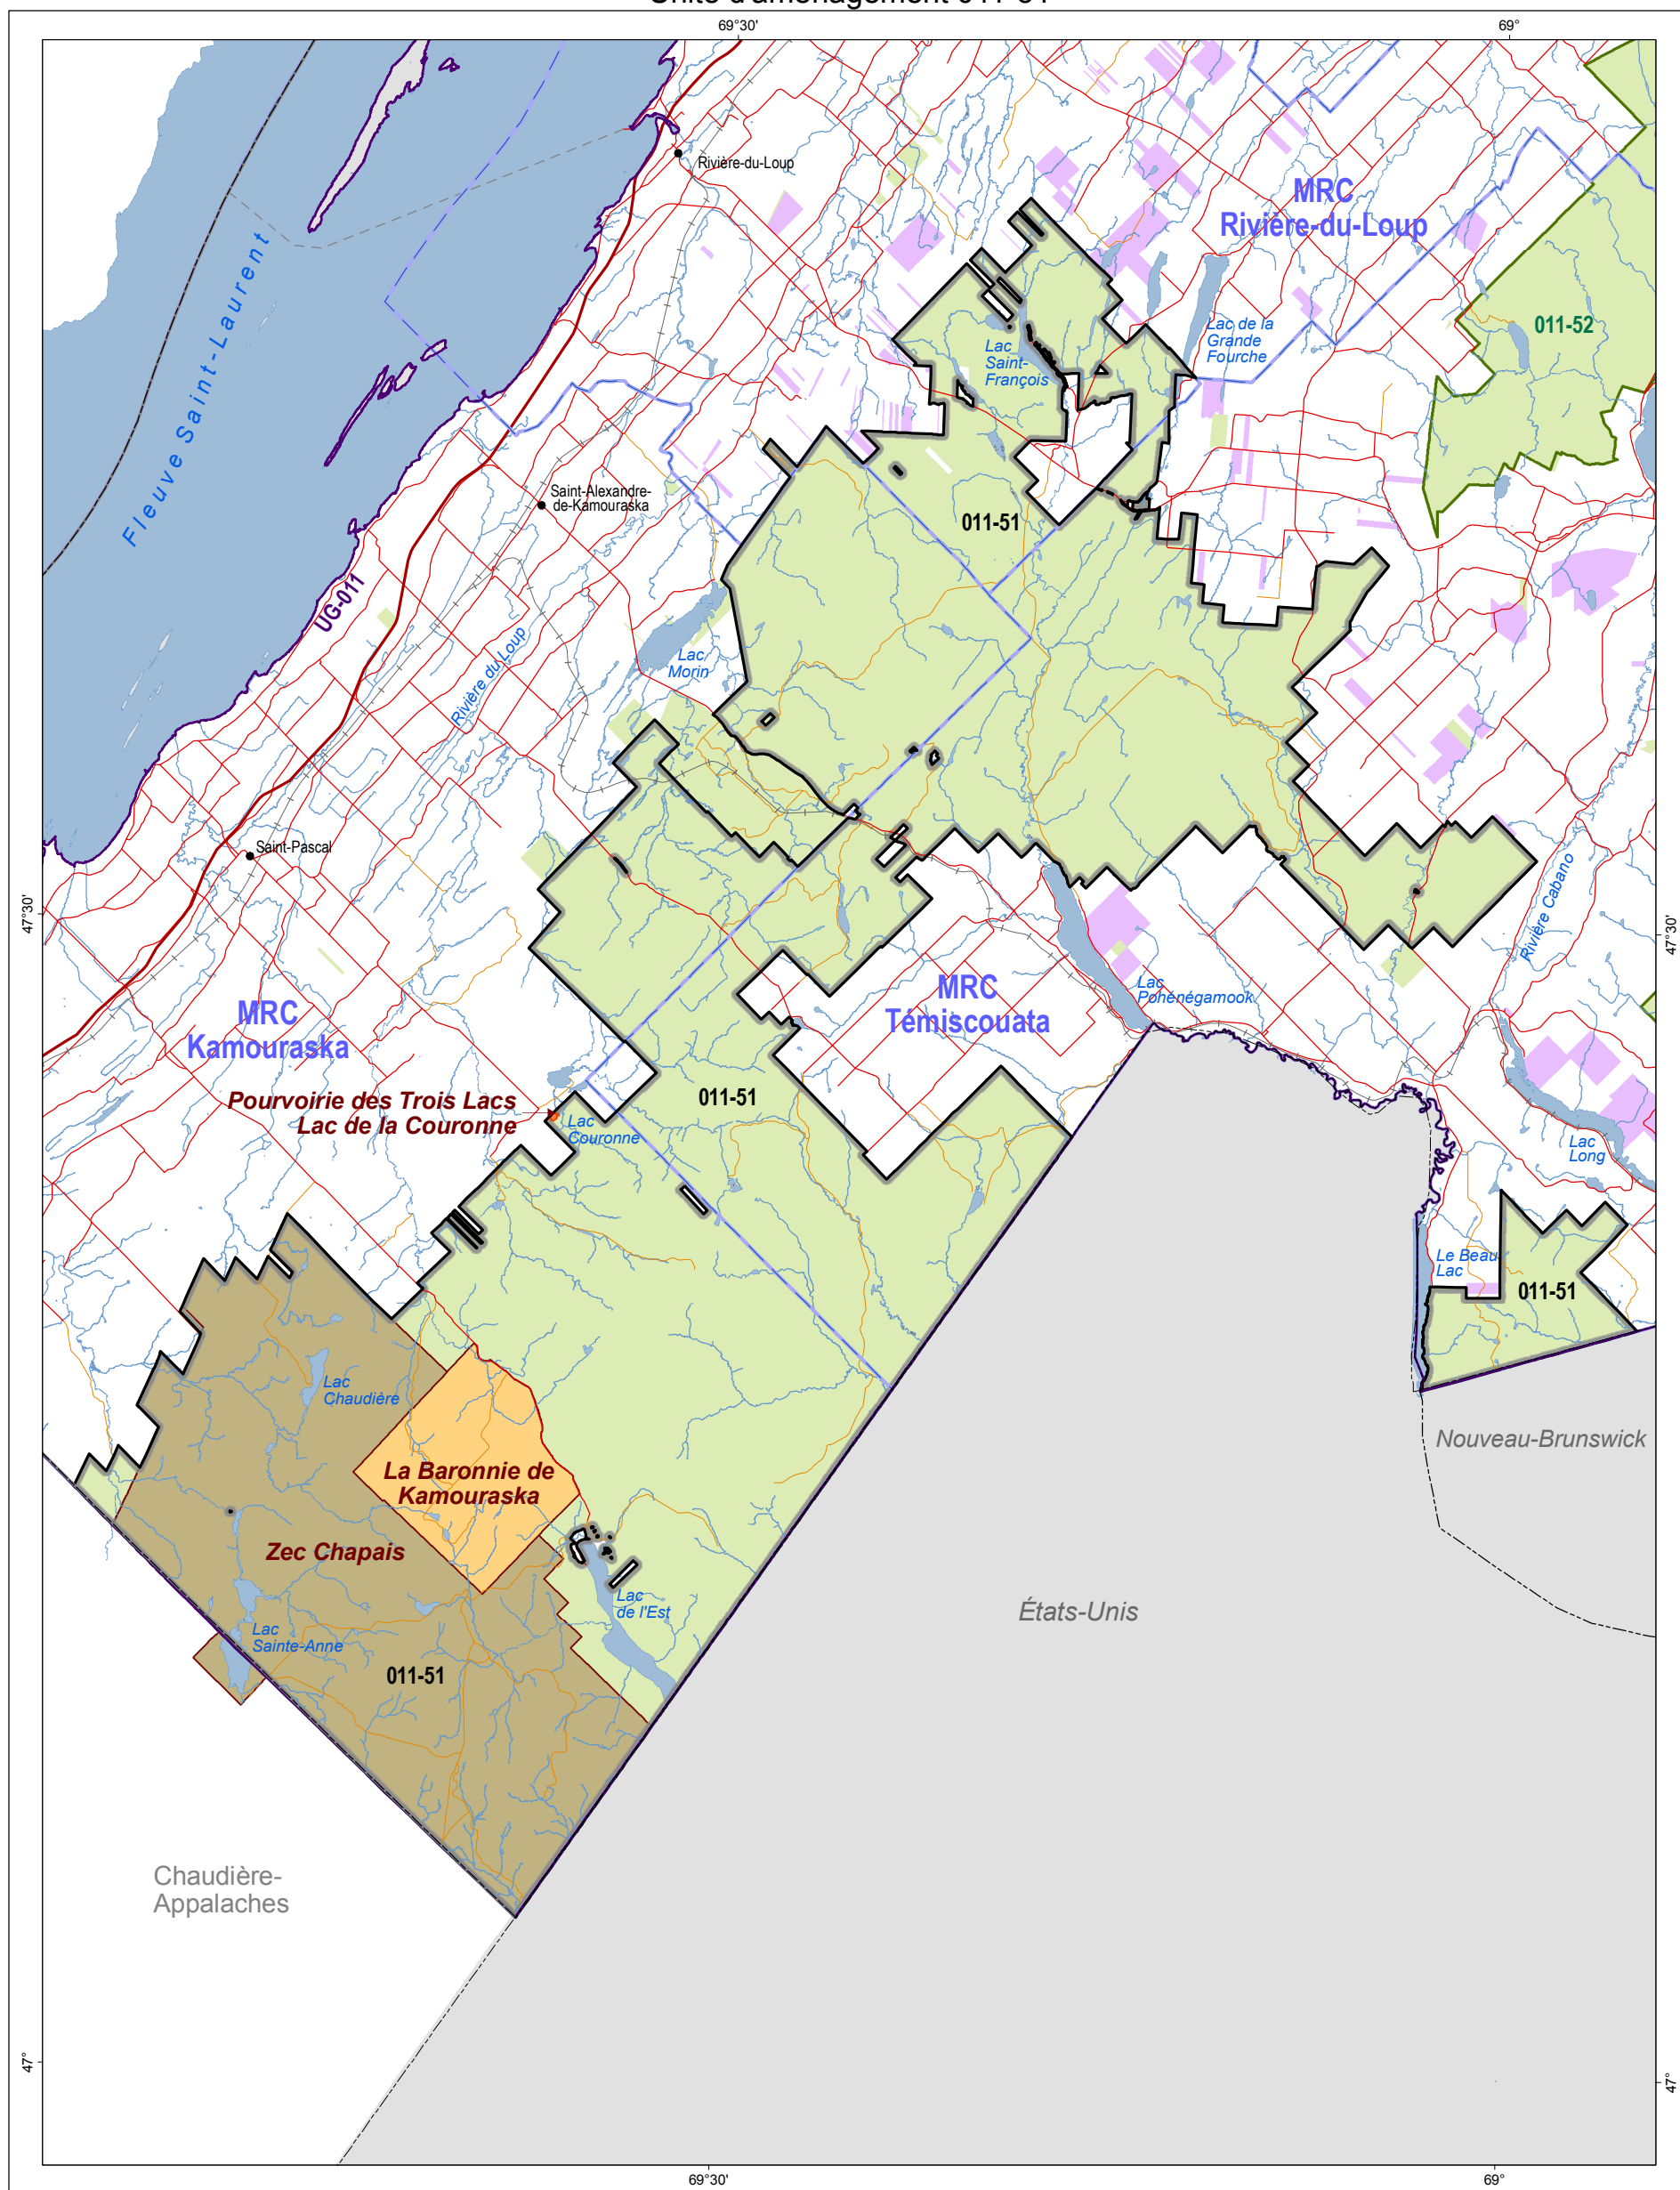 Unité d'aménagement 011-51
69°30'
69°
Rivière-du-Loup
MRC
Rivière-du-Loup
Fleuve Saint-Laurent
Lac de la
Grande
Fourche
011-52
Lac
Saint-
François
Saint-Alexandre-
de-Kamouraska
011-51
UG-011
Rivière du Loup
Lac
Morin
Saint-Pascal
47°30'
47°30'
Rivière Cabano
MRC
Kamouraska
MRC
Témiscouata
Lac
Pohénégamook
Pourvoirie des Trois Lacs
Lac de la Couronne
Lac
Couronne
011-51
Lac
Long
Le Beau
Lac
011-51
Lac
Chaudière
La Baronnie de
Kamouraska
Nouveau-Brunswick
Zec Chapais
Lac
de l'Est
États-Unis
Lac
Sainte-Anne
011-51
Chaudière-
Appalaches
47°
47°
69°30'
69°